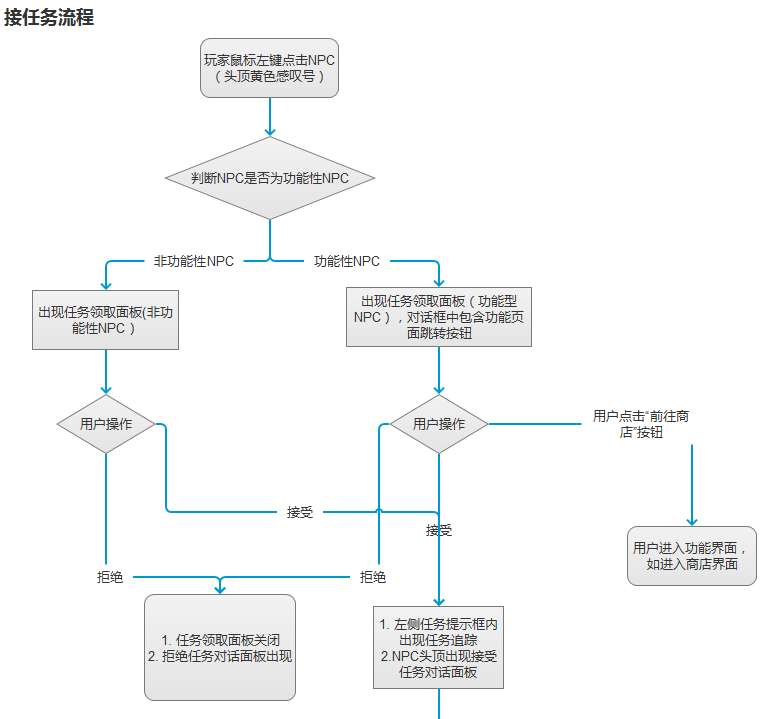 接任务流程
玩家鼠标左键点击NPC
（头顶黄色感叹号）
判断NPC是否为功能性NPC
非功能性NPC
功能性NPC
出现任务领取面板(非功
能性NPC）
出现任务领取面板（功能型
NPC），对话框中包含功能页
面跳转按钮
用户操作
用户操作
用户点击“前往商
店”按钮
接受
接受
用户进入功能界面，
如进入商店界面
拒绝
拒绝
1. 任务领取面板关闭
2. 拒绝任务对话面板出现
1. 左侧任务提示框内
出现任务追踪
2.NPC头顶出现接受
任务对话面板